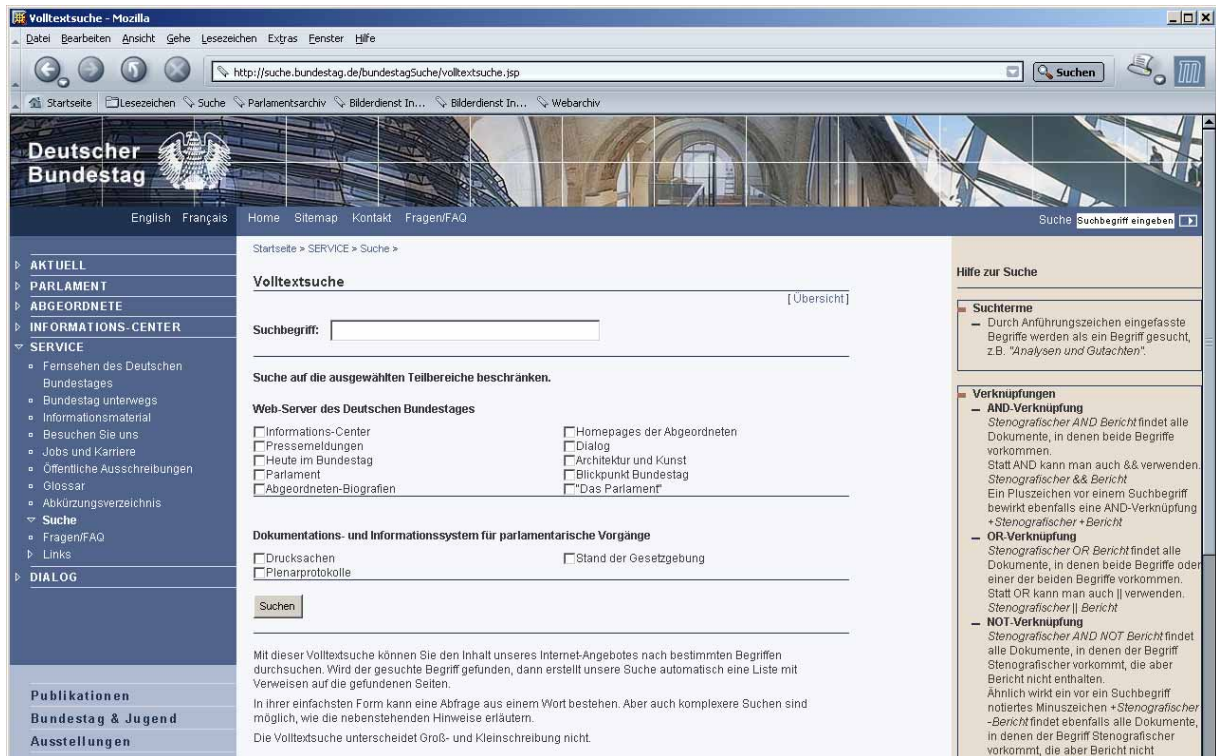 Volltextsuche - Mozilla
Datei Bearbeiten Ansicht Gehe Lesezeichen Extras Fenster Hilfe
http://suche.bundestag.de/bundestagSuche/volltextsuche.jsp
Suchen
Startseite Lesezeichen Suche Parlamentsarchiv Bilderdienst In... Bilderdienst In... Webarchiv
Deutscher
Bundestag
English Français Home Sitemap Kontakt Fragen/FAQ
Suche Suchbegriff eingeben
AKTUELL
PARLAMENT
ABGEORDNETE
INFORMATIONS-CENTER
SERVICE
Fernsehen des Deutschen
Bundestages
Bundestag unterwegs
Informationsmaterial
Besuchen Sie uns
Jobs und Karriere
Öffentliche Ausschreibungen
Glossar
Abkürzungsverzeichnis
Suche
Fragen/FAQ
Links
DIALOG
Publikationen
Bundestag & Jugend
Ausstellungen
Startseite » SERVICE » Suche »
Volltextsuche
[ Übersicht ]
Suchbegriff:
Suche auf die ausgewählten Teilbereiche beschränken.
Web-Server des Deutschen Bundestages
Informations-Center Homepages der Abgeordneten
Pressemeldungen Dialog
Heute im Bundestag Architektur und Kunst
Parlament Blickpunkt Bundestag
Abgeordneten-Biografien "Das Parlament"
Dokumentations- und Informationssystem für parlamentarische Vorgänge
Drucksachen Stand der Gesetzgebung
Plenarprotokolle
Suchen
Mit dieser Volltextsuche können Sie den Inhalt unseres Internet-Angebotes nach bestimmten Begriffen
durchsuchen. Wird der gesuchte Begriff gefunden, dann erstellt unsere Suche automatisch eine Liste mit
Verweisen auf die gefundenen Seiten.
In ihrer einfachsten Form kann eine Abfrage aus einem Wort bestehen. Aber auch komplexere Suchen sind
möglich, wie die nebenstehenden Hinweise erläutern.
Die Volltextsuche unterscheidet Groß- und Kleinschreibung nicht.
Hilfe zur Suche
Suchterme
Durch Anführungszeichen eingefasste
Begriffe werden als ein Begriff gesucht,
z.B. "Analysen und Gutachten".
Verknüpfungen
AND-Verknüpfung
Stenografischer AND Bericht findet alle
Dokumente, in denen beide Begriffe
vorkommen.
Statt AND kann man auch && verwenden.
Stenografischer && Bericht
Ein Pluszeichen vor einem Suchbegriff
bewirkt ebenfalls eine AND-Verknüpfung
+Stenografischer +Bericht
OR-Verknüpfung
Stenografischer OR Bericht findet alle
Dokumente, in denen beide Begriffe oder
einer der beiden Begriffe vorkommen.
Statt OR kann man auch || verwenden.
Stenografischer || Bericht
NOT-Verknüpfung
Stenografischer AND NOT Bericht findet
alle Dokumente, in denen der Begriff
Stenografischer vorkommt, die aber
Bericht nicht enthalten.
Ähnlich wirkt ein vor ein Suchbegriff
notiertes Minuszeichen +Stenografischer
-Bericht findet ebenfalls alle Dokumente,
in denen der Begriff Stenografischer
vorkommt, die aber Bericht nicht